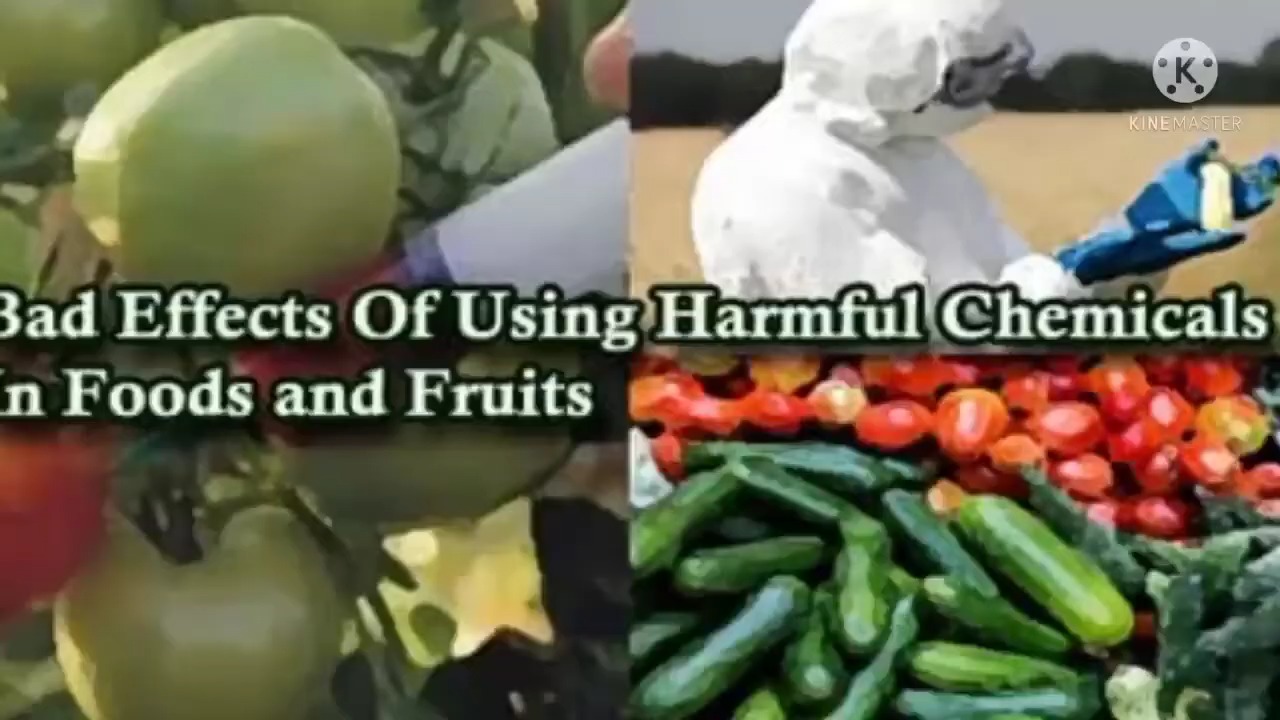 KINEMASTER
Bad Effects Of Using Harmful Chemicals
In Foods and Fruits